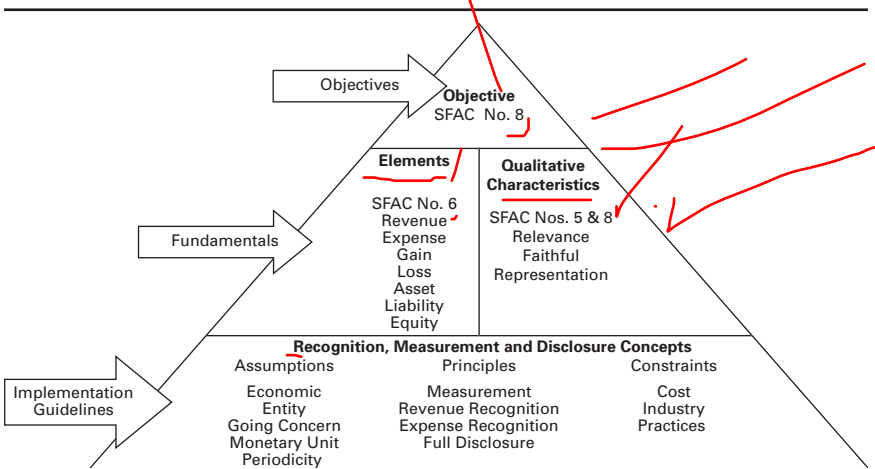 Objectives
Objective
SFAC No. 8
Elements
SFAC No. 6
Revenue
Expense
Gain
Loss
Asset
Liability
Equity
Qualitative
Characteristics
SFAC Nos. 5 & 8
Relevance
Faithful
Representation
Fundamentals
Recognition, Measurement and Disclosure Concepts
Assumptions
Economic
Entity
Going Concern
Monetary Unit
Periodicity
Principles
Measurement
Revenue Recognition
Expense Recognition
Full Disclosure
Constraints
Cost
Industry
Practices
Implementation
Guidelines